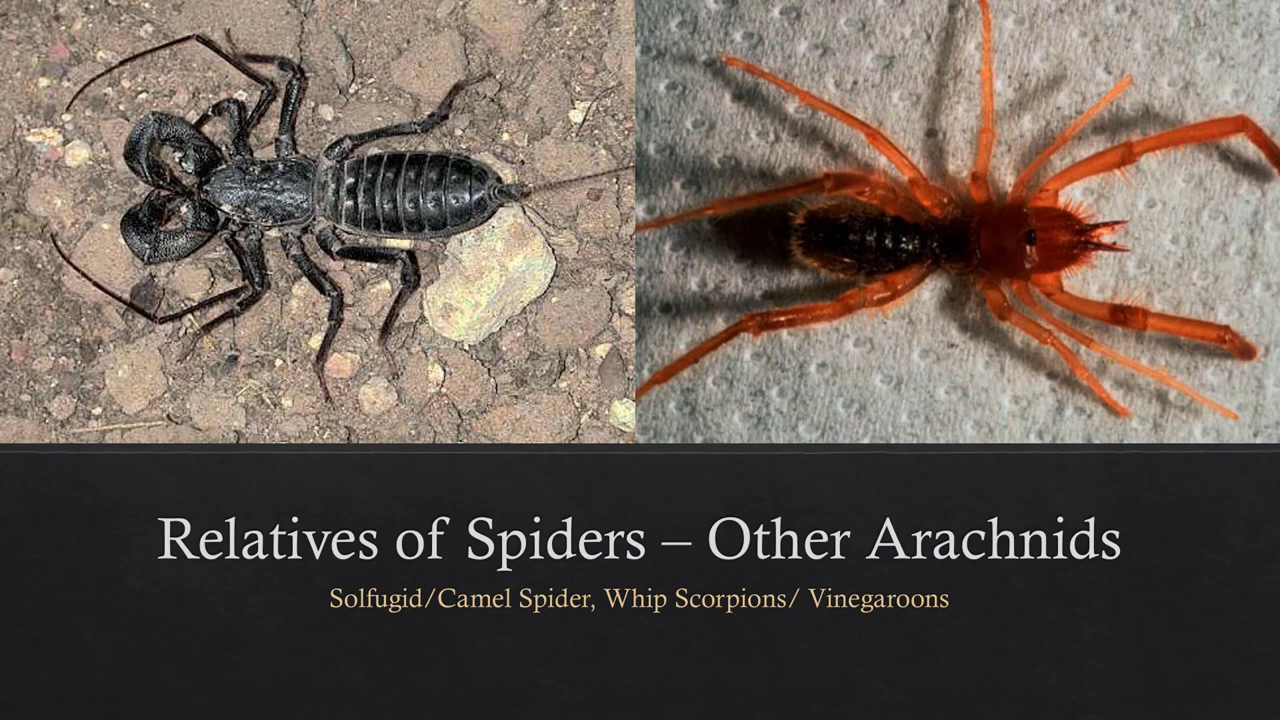 Relatives of Spiders – Other Arachnids
Solfugid/Camel Spider, Whip Scorpions/ Vinegaroons